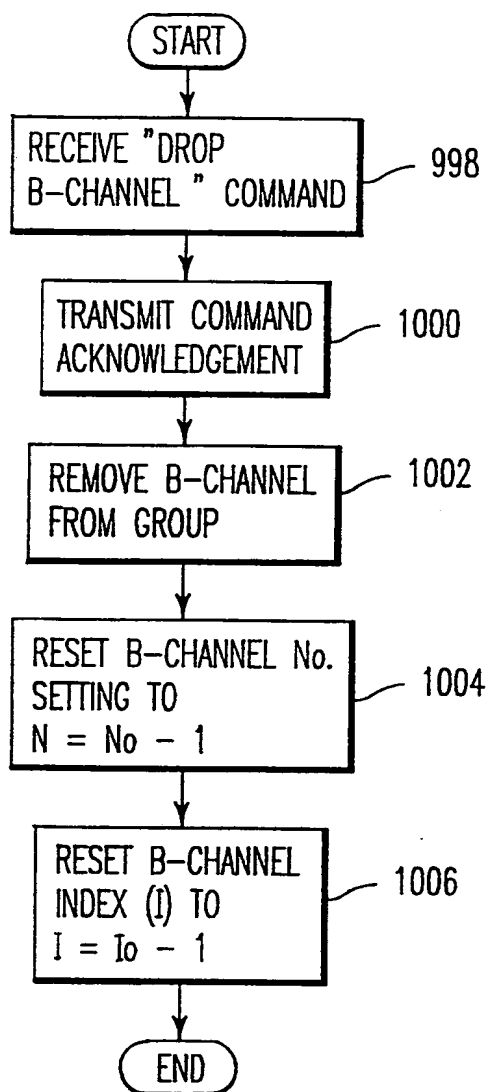 START
RECEIVE "DROP
B-CHANNEL" COMMAND
998
TRANSMIT COMMAND
ACKNOWLEDGEMENT
1000
REMOVE B-CHANNEL
FROM GROUP
1002
RESET B-CHANNEL No.
SETTING TO
N = No - 1
1004
RESET B-CHANNEL
INDEX (I) TO
I = Io - 1
1006
END